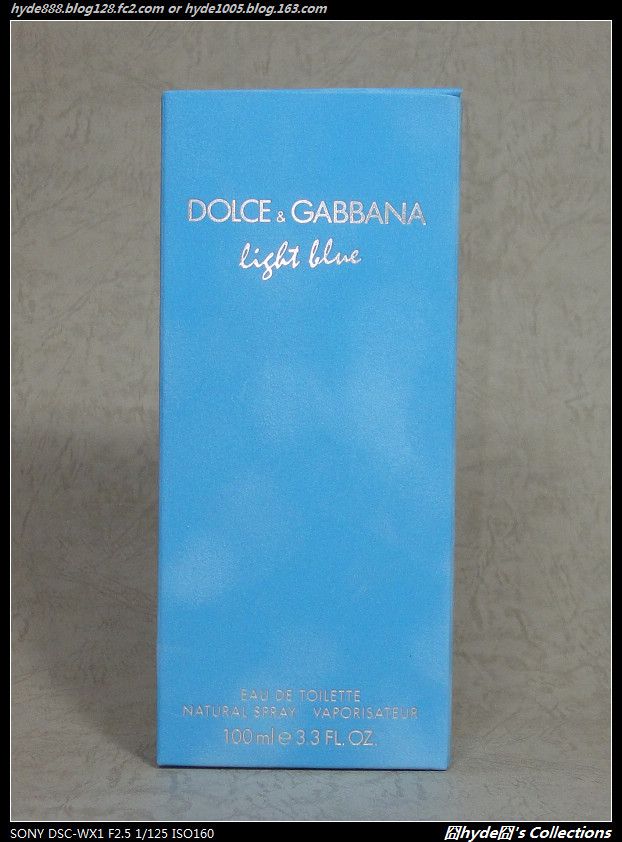 hyde888.blog128.fc2.com or hyde1005.blog.163.com
DOLCE & GABBANA
light blue
EAU DE TOILETTE
NATURAL SPRAY VAPORISATEUR
100 ml e 3.3 FL. OZ.
SONY DSC-WX1 F2.5 1/125 ISO160
囧hyde囧's Collections